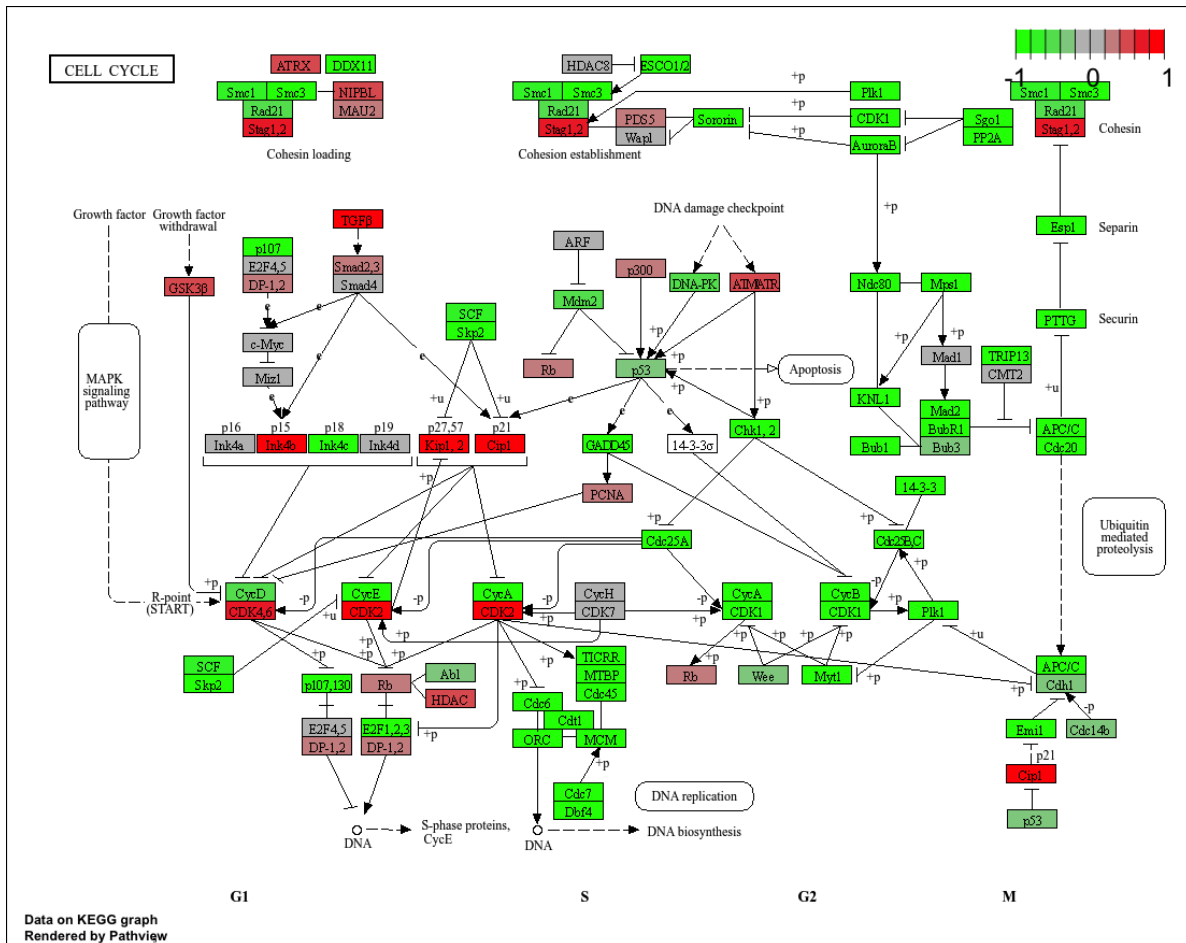 CELL CYCLE
-1 0 1
ATRX DDX11
Smc1 Smc3 NIPBL
Rad21 MAU2
Stag1,2
Cohesin loading
HDAC8 ESCO1/2
Smc1 Smc3
Rad21
Stag1,2
PDS5 Sororin
Wapl
Cohesion establishment
+p
Plk1
+p
CDK1
+p
AuroraB
Sgo1
PP2A
Smc1 Smc3
Rad21
Stag1,2
Cohesin
Growth factor
Growth factor
withdrawal
TGFβ
GSK3β
p107
E2F4,5
DP-1,2
Smad2,3
Smad4
e
e
c-Myc
Miz1
e
MAPK
signaling
pathway
SCF
Skp2
+u
+u
e
DNA damage checkpoint
ARF
p300
DNA-PK
ATMATR
Mdm2
Rb
p53
+p
+p
+p
+p
Apoptosis
e
e
e
+p
Esp1
Separin
Ndc80
Mps1
PTTG
Securin
+p
+p
Mad1
TRIP13
CMT2
+u
KNL1
Mad2
BubR1
Bub3
Bub1
APC/C
Cdc20
p16 p15 p18 p19
Ink4a Ink4b Ink4c Ink4d
p27,57 p21
Kip1, 2 Cip1
+p
GADD45
14-3-3σ
Chk1, 2
PCNA
14-3-3
+p
+p
Cdc25A
Cdc25B,C
Ubiquitin
mediated
proteolysis
R-point
(START)
+p
CycD
CDK4,6
-p
CycE
CDK2
-p
CycA
CDK2
-p
+p
CycH
CDK7
-p
+p
CycA
CDK1
CycB
CDK1
-p
+p
+p
Plk1
+u
+u
+p
+p
+p
+p
SCF
Skp2
p107,130
Rb
Abl
HDAC
+p
+p
TICRR
MTBP
Cdc45
+p
+p
+p
Rb
Wee
Myt1
+p
+p
APC/C
Cdh1
-p
E2F4,5
DP-1,2
E2F1,2,3
DP-1,2
+p
Cdc6
Cdt1
ORC
MCM
+p
Cdc7
Dbf4
Emi1
Cdc14b
p21
Cip1
p53
DNA replication
DNA
S-phase proteins,
CycE
DNA
DNA biosynthesis
G1 S G2 M
Data on KEGG graph
Rendered by Pathview